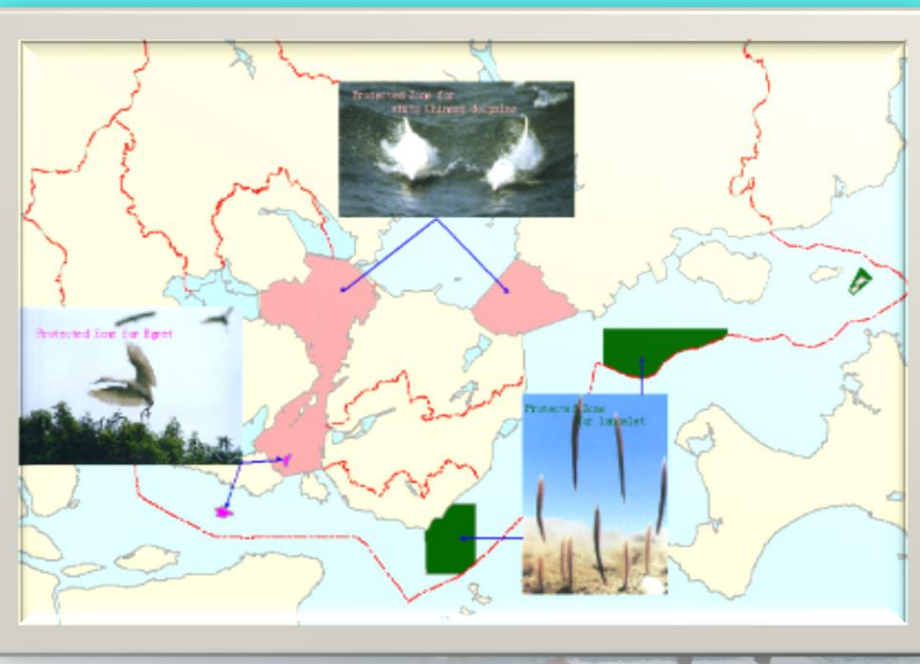 Protected Zone for
white Chinese dolphins
Protected Zone for Egret
Protected Zone
for lancelet